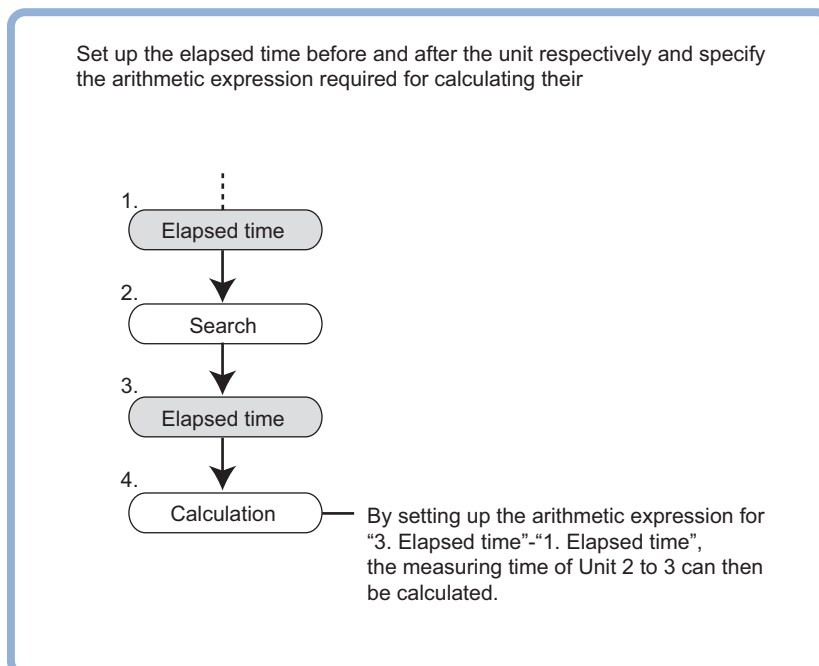 Set up the elapsed time before and after the unit respectively and specify
the arithmetic expression required for calculating their
1.
Elapsed time
2.
Search
3.
Elapsed time
4.
Calculation
By setting up the arithmetic expression for
“3. Elapsed time”-“1. Elapsed time”,
the measuring time of Unit 2 to 3 can then
be calculated.